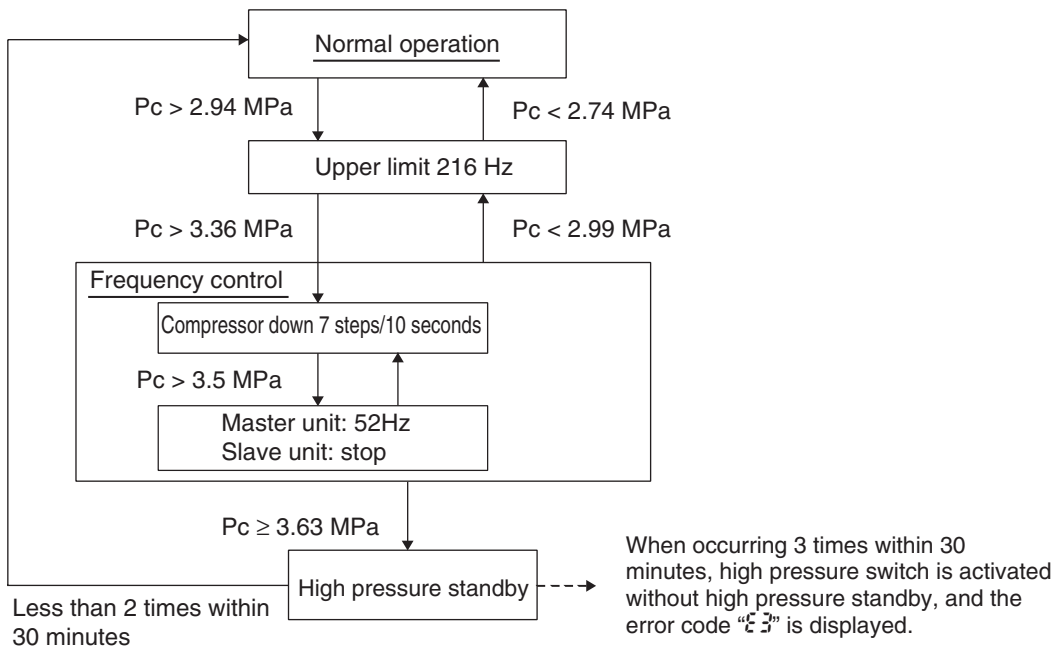 Normal operation
Pc > 2.94 MPa
Pc < 2.74 MPa
Upper limit 216 Hz
Pc > 3.36 MPa
Pc < 2.99 MPa
Frequency control
Compressor down 7 steps/10 seconds
Pc > 3.5 MPa
Master unit: 52Hz
Slave unit: stop
Pc ≥ 3.63 MPa
High pressure standby
Less than 2 times within
30 minutes
When occurring 3 times within 30
minutes, high pressure switch is activated
without high pressure standby, and the
error code “E3” is displayed.